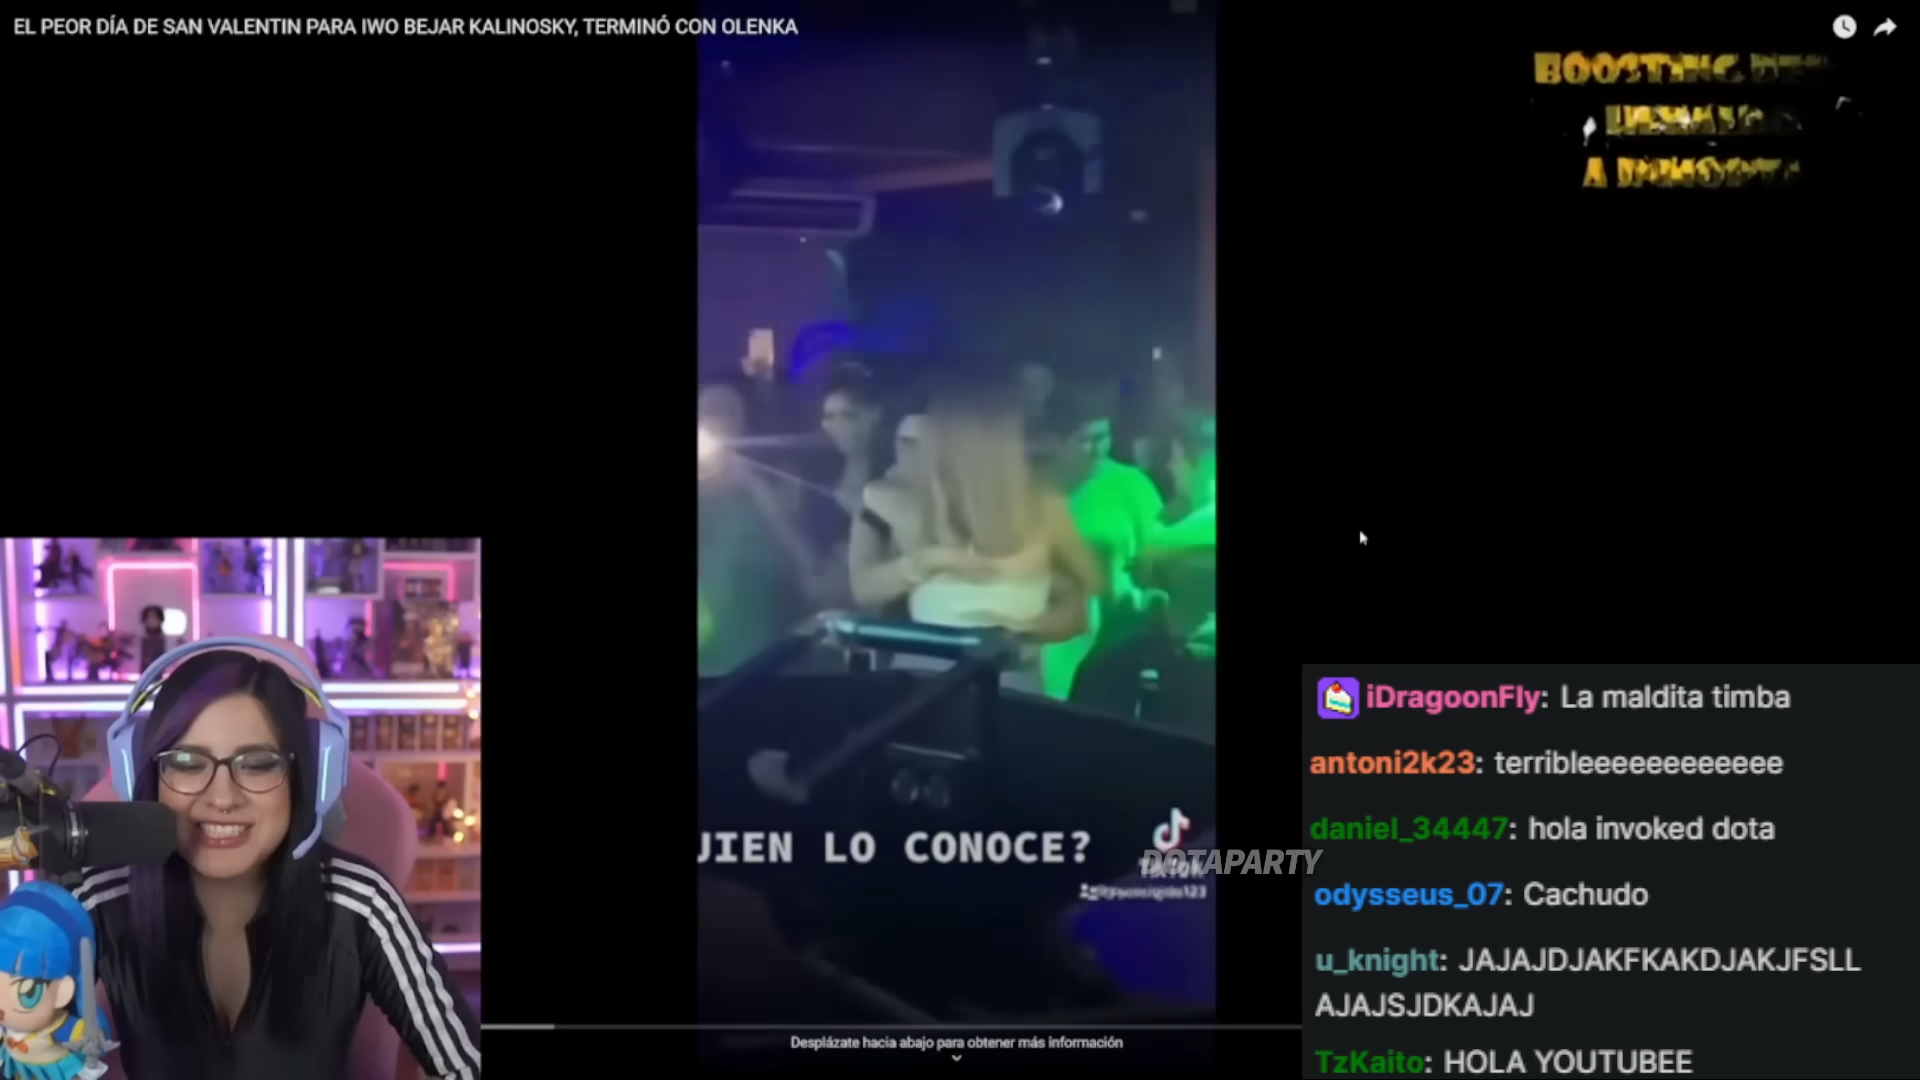 EL PEOR DÍA DE SAN VALENTIN PARA IWO BEJAR KALINOSKY, TERMINÓ CON OLENKA
BOOSTING
A
JIEN LO CONOCE?
DOTAPARTY
Desplázate hacia abajo para obtener más información
iDragoonFly: La maldita timba
antoni2k23: terribleeeeeeeeeeee
daniel_34447: hola invoked dota
odysseus_07: Cachudo
u_knight: JAJAJDJAKFKAKDJAKJFSLL
AJAJSJDKAJAJ
TzKaito: HOLA YOUTUBEE